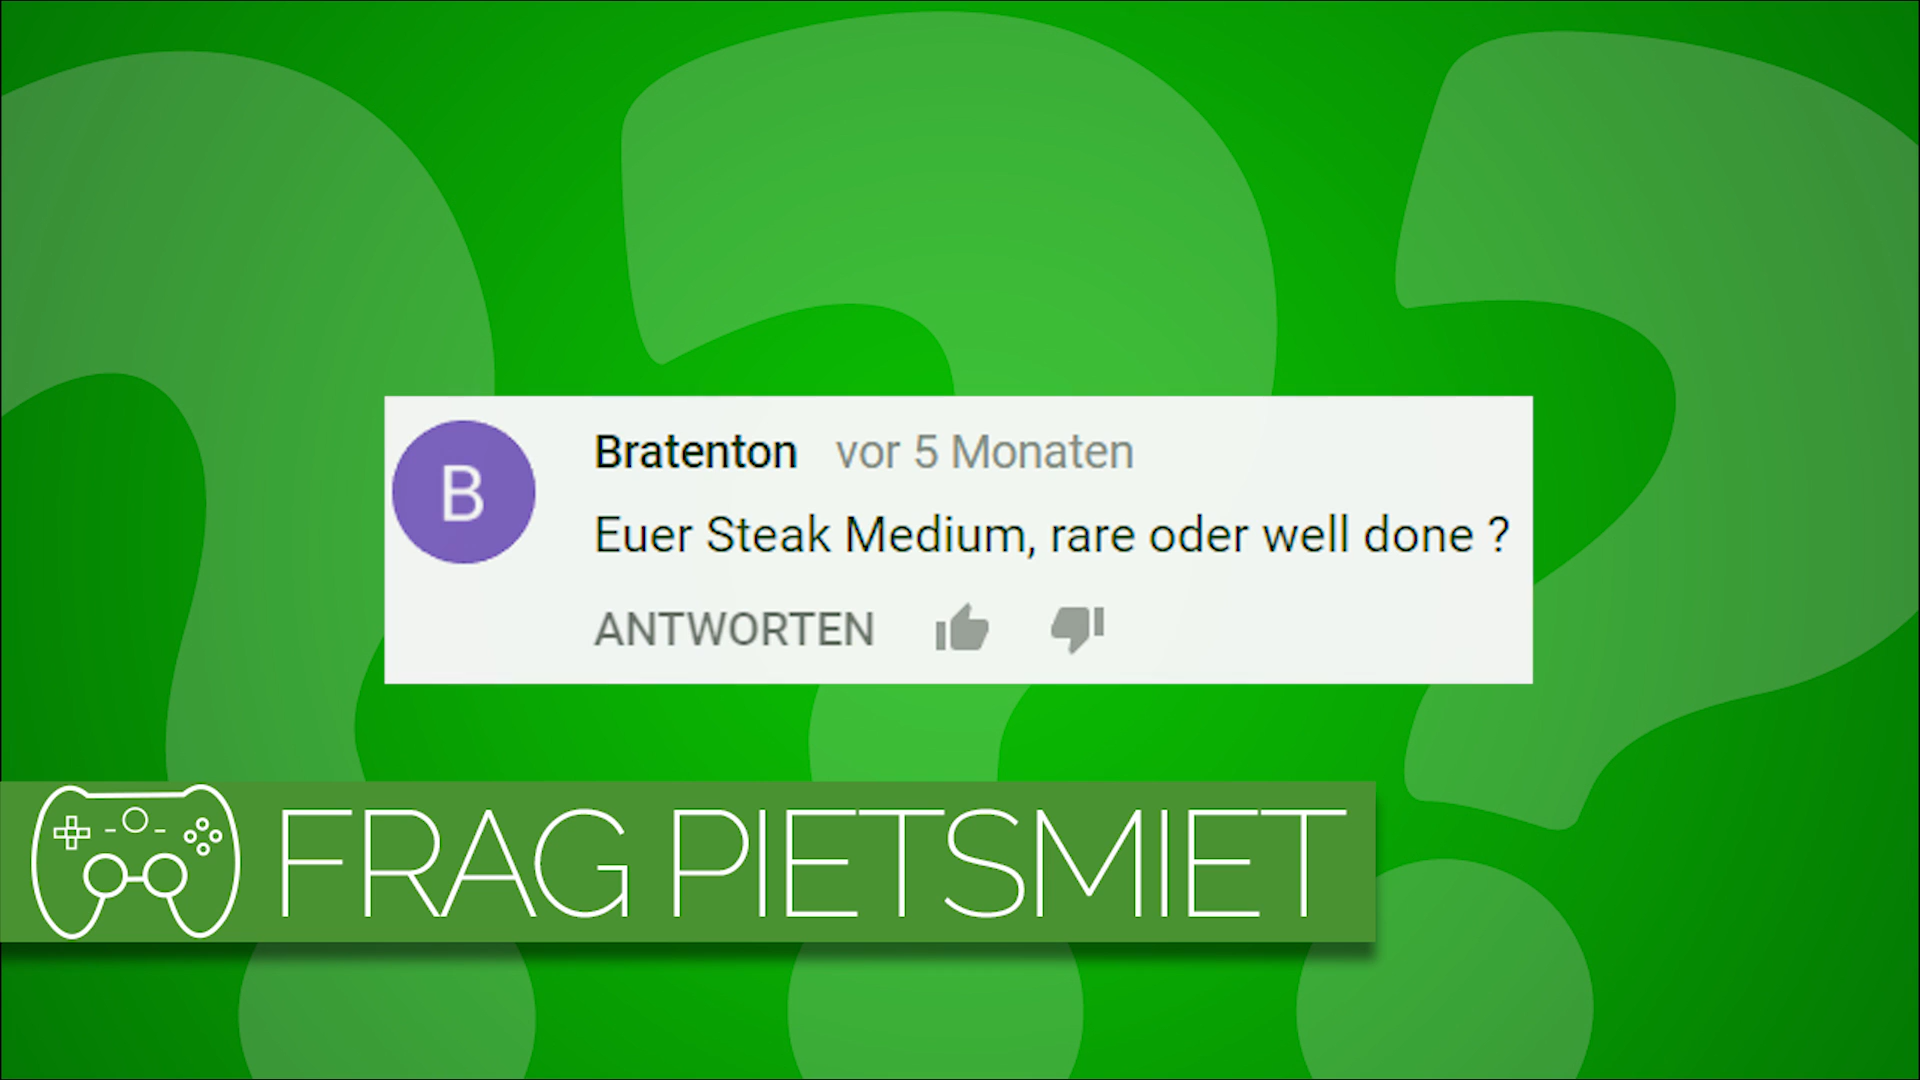 B
Bratenton vor 5 Monaten
Euer Steak Medium, rare oder well done ?
ANTWORTEN
FRAG PIETSMIET